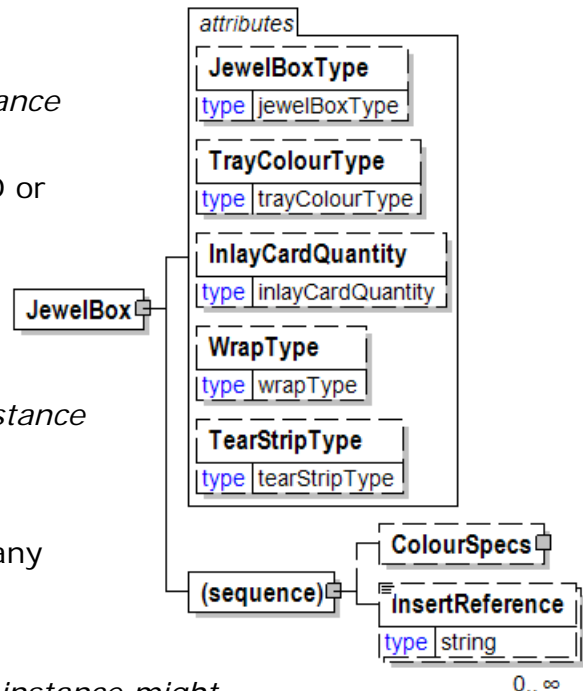 attributes
JewelBoxType
type jewelBoxType
TrayColourType
type trayColourType
InlayCardQuantity
type inlayCardQuantity
WrapType
type wrapType
TearStripType
type tearStripType
JewelBox
(sequence)
ColourSpecs
InsertReference
type string
0..∞
ance
O or
stance
any
instance might